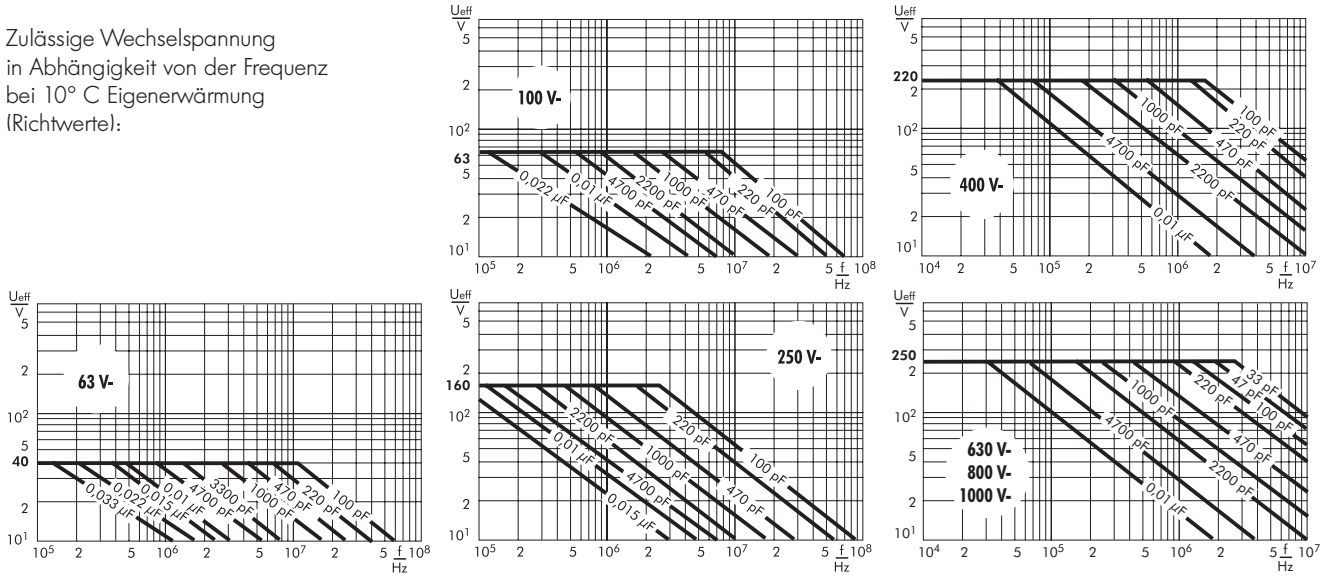 Zulässige Wechselspannung
in Abhängigkeit von der Frequenz
bei 10° C Eigenerwärmung
(Richtwerte):
Ueff
V
5
2
10²
63
5
2
10¹
100 V-
0,022 µF
0,01 µF
4700 pF
2200 pF
1000 pF
470 pF
220 pF
100 pF
10⁵ 2 5 10⁶ 2 5 10⁷ 2 5 f 10⁸
Hz
Ueff
V
5
220
2
10²
5
2
10¹
400 V-
0,01 µF
4700 pF
2200 pF
1000 pF
470 pF
220 pF
100 pF
10⁴ 2 5 10⁵ 2 5 10⁶ 2 5 f 10⁷
Hz
Ueff
V
5
2
10²
5
40
2
10¹
63 V-
0,033 µF
0,022 µF
0,015 µF
0,01 µF
4700 pF
3300 pF
1000 pF
470 pF
220 pF
100 pF
10⁵ 2 5 10⁶ 2 5 10⁷ 2 5 f 10⁸
Hz
Ueff
V
5
2
160
10²
5
2
10¹
250 V-
0,015 µF
0,01 µF
4700 pF
2200 pF
1000 pF
470 pF
220 pF
100 pF
10⁵ 2 5 10⁶ 2 5 10⁷ 2 5 f 10⁸
Hz
Ueff
V
5
250
2
10²
5
2
10¹
630 V-
800 V-
1000 V-
0,01 µF
4700 pF
2200 pF
1000 pF
470 pF
220 pF
100 pF
47 pF
33 pF
10⁴ 2 5 10⁵ 2 5 10⁶ 2 5 f 10⁷
Hz